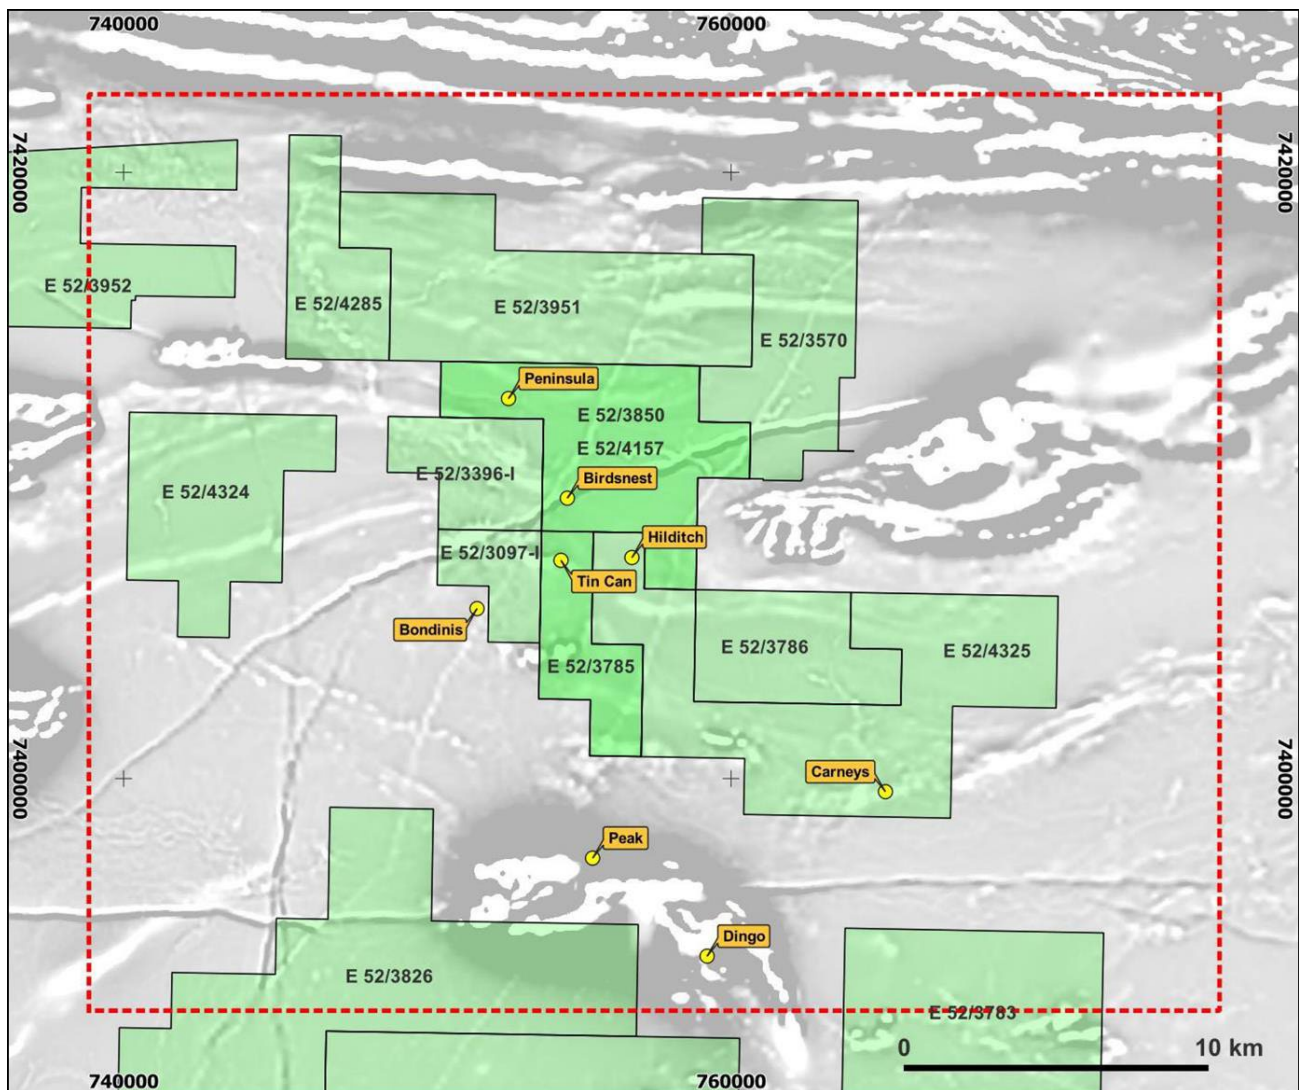 740000
760000
7420000
7420000
E 52/3952
E 52/4285
E 52/3951
E 52/3570
Peninsula
E 52/3850
E 52/4157
E 52/3396-I
Birdsnest
E 52/4324
Hilditch
E 52/3097-I
Tin Can
Bondinis
E 52/3786
E 52/4325
E 52/3785
7400000
7400000
Carneys
Peak
Dingo
E 52/3826
E 52/3783
0
10 km
740000
760000